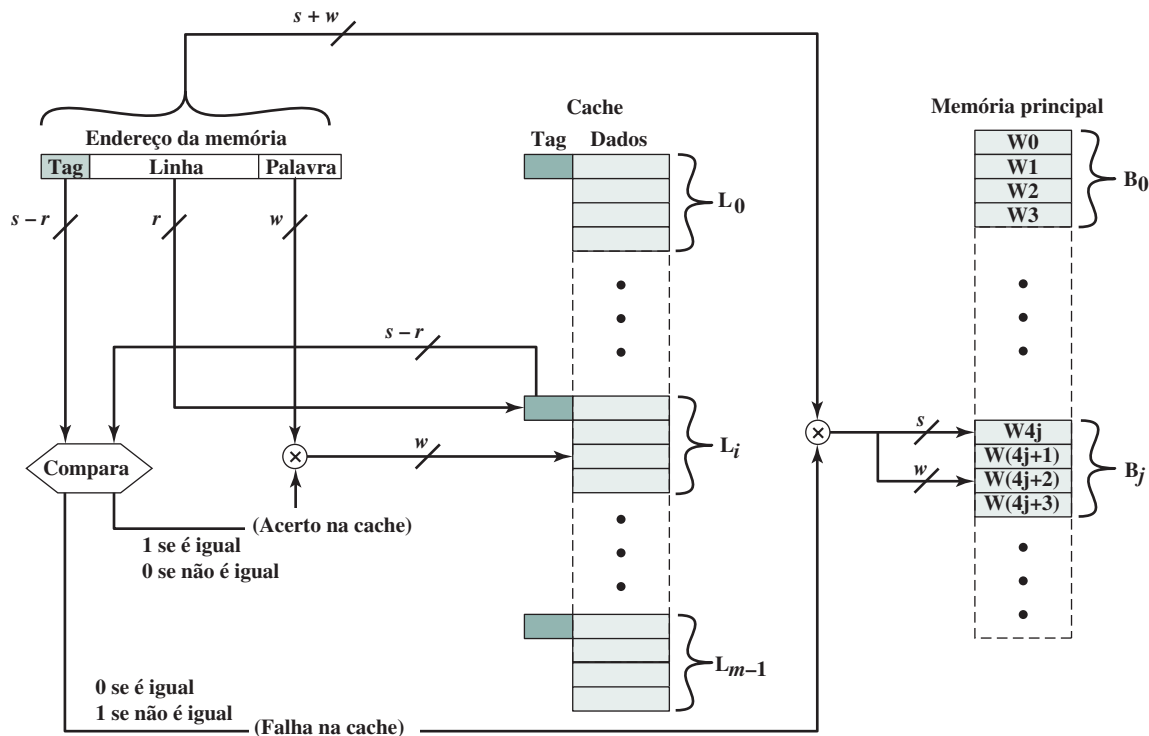 s + w
Cache
Memória principal
Endereço da memória
Tag
Dados
Tag
Linha
Palavra
W0
W1
W2
W3
B0
L0
s – r
r
w
s – r
Compara
w
Li
s
w
W4j
W(4j+1)
W(4j+2)
W(4j+3)
Bj
(Acerto na cache)
1 se é igual
0 se não é igual
Lm–1
0 se é igual
1 se não é igual
(Falha na cache)